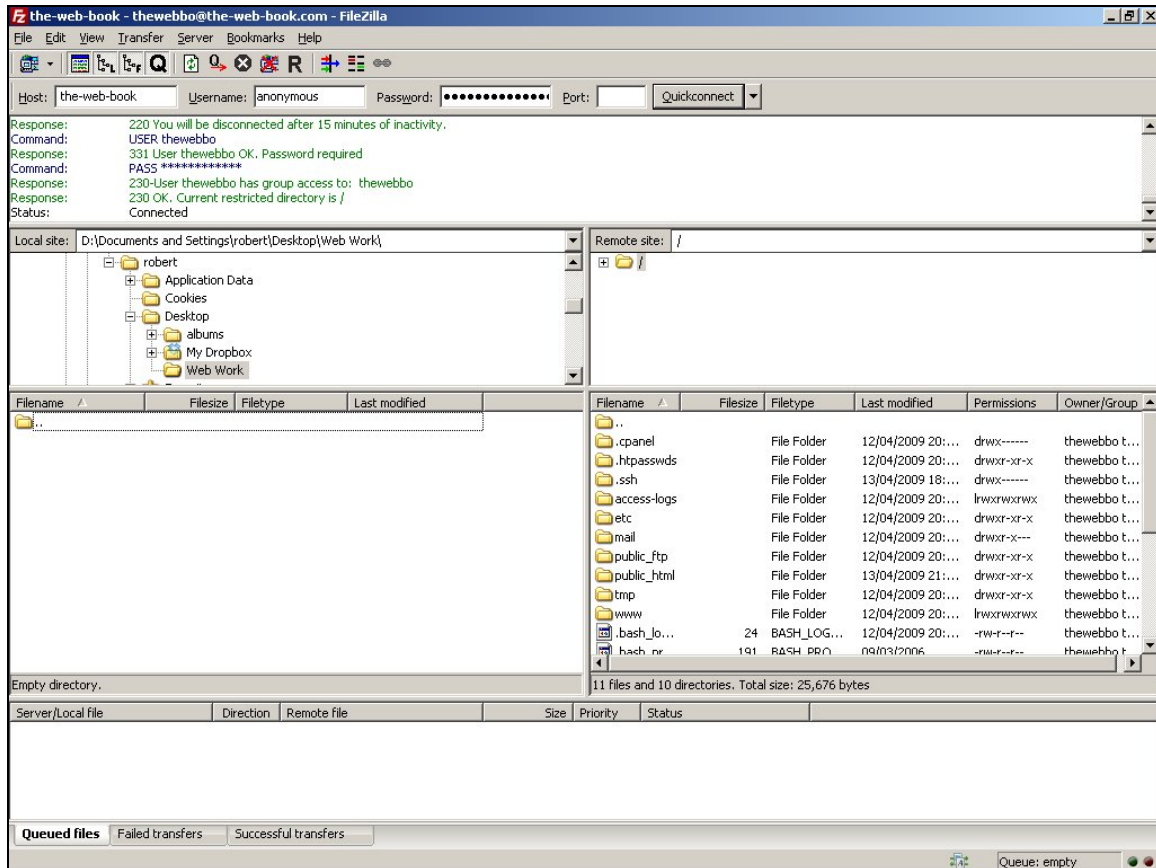 the-web-book - thewebbo@the-web-book.com - FileZilla
File Edit View Transfer Server Bookmarks Help
Host: the-web-book Username: anonymous Password: ●●●●●●●●●●●●●● Port: Quickconnect
Response: 220 You will be disconnected after 15 minutes of inactivity.
Command: USER thewebbo
Response: 331 User thewebbo OK. Password required
Command: PASS ************
Response: 230-User thewebbo has group access to: thewebbo
Response: 230 OK. Current restricted directory is /
Status: Connected
Local site: D:\Documents and Settings\robert\Desktop\Web Work\ Remote site: /
robert /
Application Data
Cookies
Desktop
albums
My Dropbox
Web Work
Filename Filesize Filetype Last modified Filename Filesize Filetype Last modified Permissions Owner/Group
.. ..
.cpanel File Folder 12/04/2009 20:... drwx------ thewebbo t...
.htpasswds File Folder 12/04/2009 20:... drwxr-xr-x thewebbo t...
.ssh File Folder 13/04/2009 18:... drwx------ thewebbo t...
access-logs File Folder 12/04/2009 20:... lrwxrwxrwx thewebbo t...
etc File Folder 12/04/2009 20:... drwxr-xr-x thewebbo t...
mail File Folder 12/04/2009 20:... drwxr-x--- thewebbo t...
public_ftp File Folder 12/04/2009 20:... drwxr-xr-x thewebbo t...
public_html File Folder 13/04/2009 21:... drwxr-xr-x thewebbo t...
tmp File Folder 12/04/2009 20:... drwxr-xr-x thewebbo t...
www File Folder 12/04/2009 20:... lrwxrwxrwx thewebbo t...
.bash_lo... 24 BASH_LOG... 12/04/2009 20:... -rw-r--r-- thewebbo t...
.bash_pr... 191 BASH_PRO... 09/03/2006 -rw-r--r-- thewebbo t...
Empty directory. 11 files and 10 directories. Total size: 25,676 bytes
Server/Local file Direction Remote file Size Priority Status
Queued files Failed transfers Successful transfers
Queue: empty